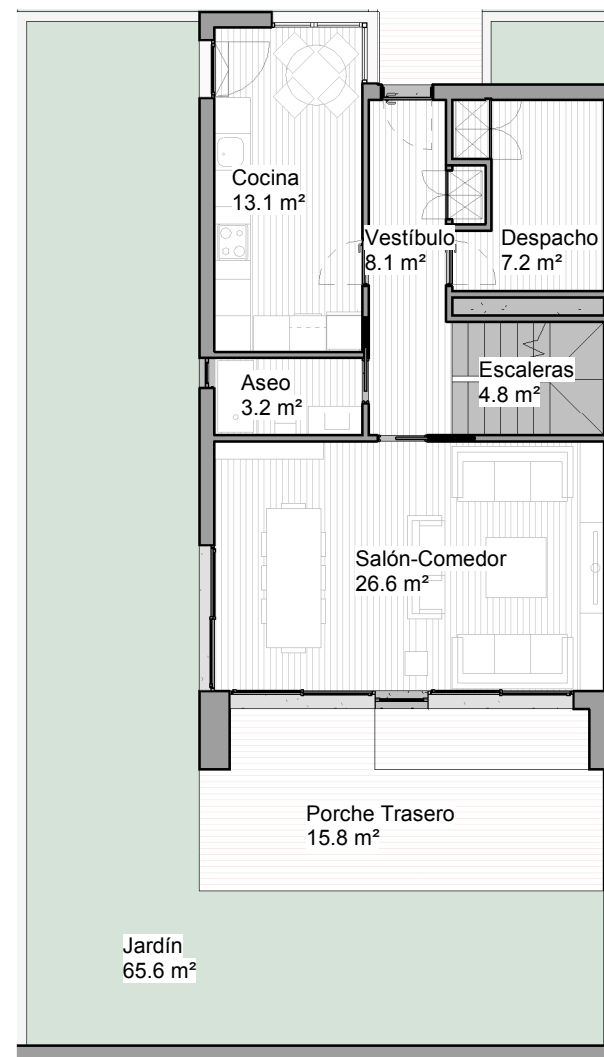 Cocina
13.1 m²
Vestíbulo
8.1 m²
Despacho
7.2 m²
Aseo
3.2 m²
Escaleras
4.8 m²
Salón-Comedor
26.6 m²
Porche Trasero
15.8 m²
Jardín
65.6 m²